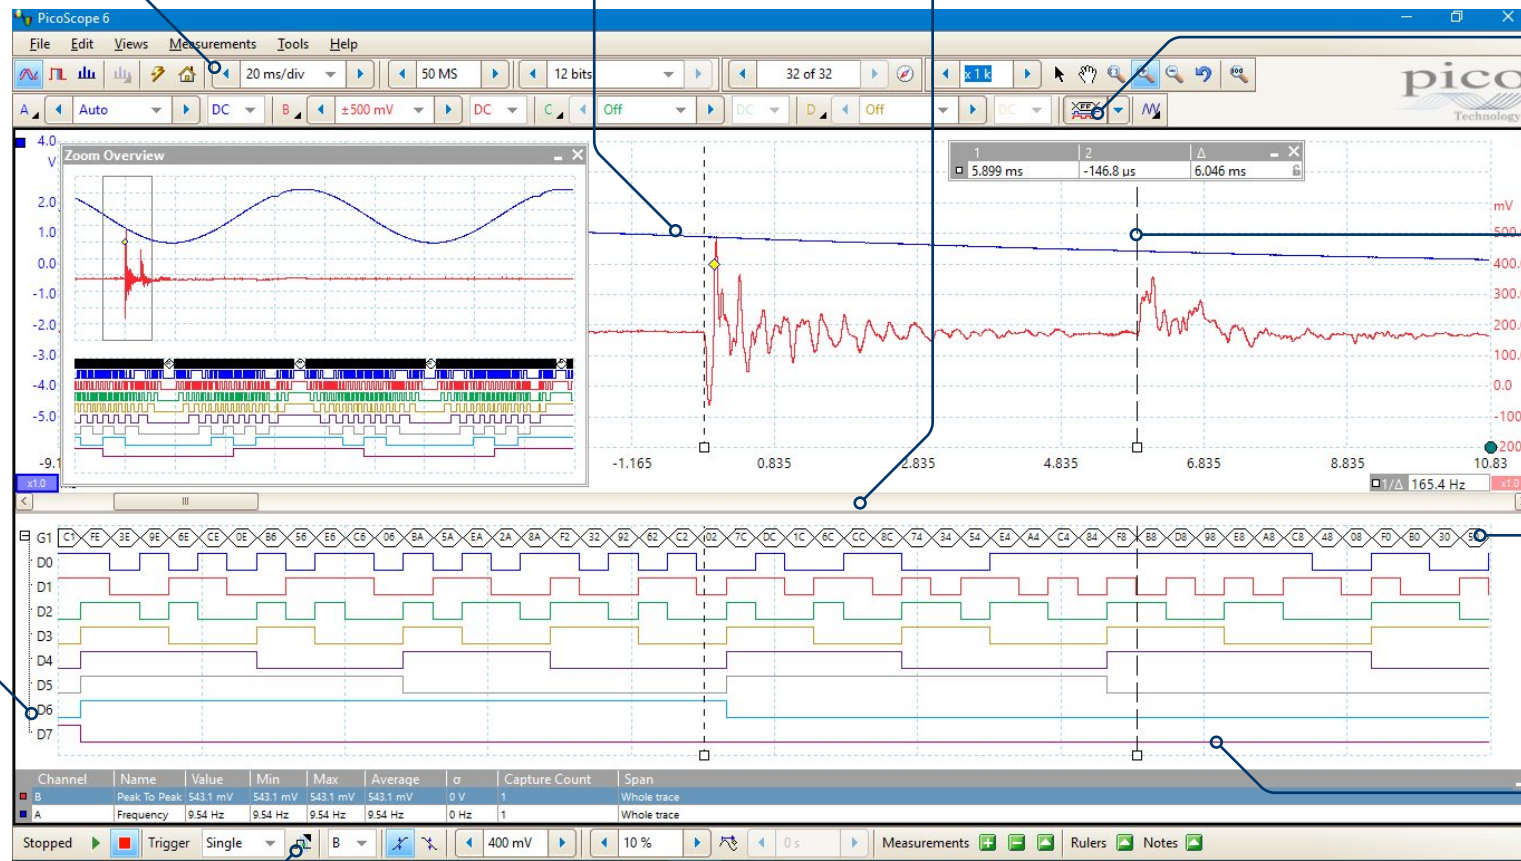 PicoScope 6
File Edit Views Measurements Tools Help
20 ms/div 50 MS 12 bits 32 of 32 x 1 k
pico
Technology
A Auto DC B ±500 mV DC C Off DC D Off DC
4.0
V
2.0
1.0
0.0
-1.0
-2.0
-3.0
-4.0
-5.0
Zoom Overview
1 2 Δ
5.899 ms -146.8 µs 6.046 ms
mV
500.0
400.
300.
200.
100.
0.0
-100
200
-9.1 -1.165 0.835 2.835 4.835 6.835 8.835 10.83
x1.0 1/Δ 165.4 Hz x1.0
G1 C1 FE 3E 9E 6E CE 0E B6 56 E6 C6 06 BA 5A EA 2A 8A F2 32 92 62 C2 02 7C DC 1C 6C CC 8C 74 34 54 E4 A4 C4 84 F8 B8 D8 98 E8 A8 C8 48 08 F0 B0 30
D0
D1
D2
D3
D4
D5
D6
D7
Channel Name Value Min Max Average σ Capture Count Span
B Peak To Peak 543.1 mV 543.1 mV 543.1 mV 543.1 mV 0 V 1 Whole trace
A Frequency 9.54 Hz 9.54 Hz 9.54 Hz 9.54 Hz 0 Hz 1 Whole trace
Stopped Trigger Single B 400 mV 10 % 0 s Measurements Rulers Notes